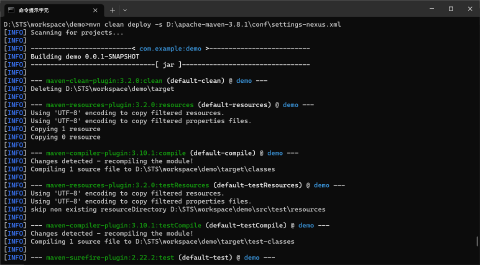 命令提示字元
D:\STS\workspace\demo>mvn clean deploy -s D:\apache-maven-3.8.1\conf\settings-nexus.xml
[INFO] Scanning for projects...
[INFO]
[INFO] --------------------------< com.example:demo >--------------------------
[INFO] Building demo 0.0.1-SNAPSHOT
[INFO] --------------------------------[ jar ]---------------------------------
[INFO]
[INFO] --- maven-clean-plugin:3.2.0:clean (default-clean) @ demo ---
[INFO] Deleting D:\STS\workspace\demo\target
[INFO]
[INFO] --- maven-resources-plugin:3.2.0:resources (default-resources) @ demo ---
[INFO] Using 'UTF-8' encoding to copy filtered resources.
[INFO] Using 'UTF-8' encoding to copy filtered properties files.
[INFO] Copying 1 resource
[INFO] Copying 0 resource
[INFO]
[INFO] --- maven-compiler-plugin:3.10.1:compile (default-compile) @ demo ---
[INFO] Changes detected - recompiling the module!
[INFO] Compiling 1 source file to D:\STS\workspace\demo\target\classes
[INFO]
[INFO] --- maven-resources-plugin:3.2.0:testResources (default-testResources) @ demo ---
[INFO] Using 'UTF-8' encoding to copy filtered resources.
[INFO] Using 'UTF-8' encoding to copy filtered properties files.
[INFO] skip non existing resourceDirectory D:\STS\workspace\demo\src\test\resources
[INFO]
[INFO] --- maven-compiler-plugin:3.10.1:testCompile (default-testCompile) @ demo ---
[INFO] Changes detected - recompiling the module!
[INFO] Compiling 1 source file to D:\STS\workspace\demo\target\test-classes
[INFO]
[INFO] --- maven-surefire-plugin:2.22.2:test (default-test) @ demo ---